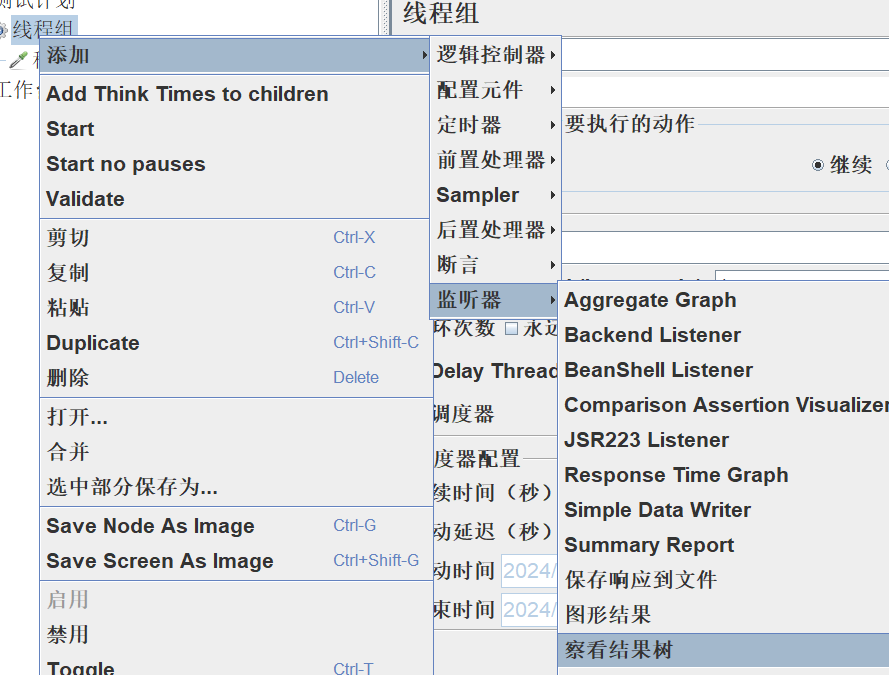 线程组
线程组
添加
Add Think Times to children
Start
Start no pauses
Validate
剪切 Ctrl-X
复制 Ctrl-C
粘贴 Ctrl-V
Duplicate Ctrl+Shift-C
删除 Delete
打开...
合并
选中部分保存为...
Save Node As Image Ctrl-G
Save Screen As Image Ctrl+Shift-G
启用
禁用
Toggle Ctrl-T
逻辑控制器
配置元件
定时器
前置处理器
Sampler
后置处理器
断言
监听器
要执行的动作
继续
环次数 永远
Delay Thread
调度器
度器配置
续时间（秒）
动延迟（秒）
动时间 2024/
束时间 2024/
Aggregate Graph
Backend Listener
BeanShell Listener
Comparison Assertion Visualizer
JSR223 Listener
Response Time Graph
Simple Data Writer
Summary Report
保存响应到文件
图形结果
察看结果树